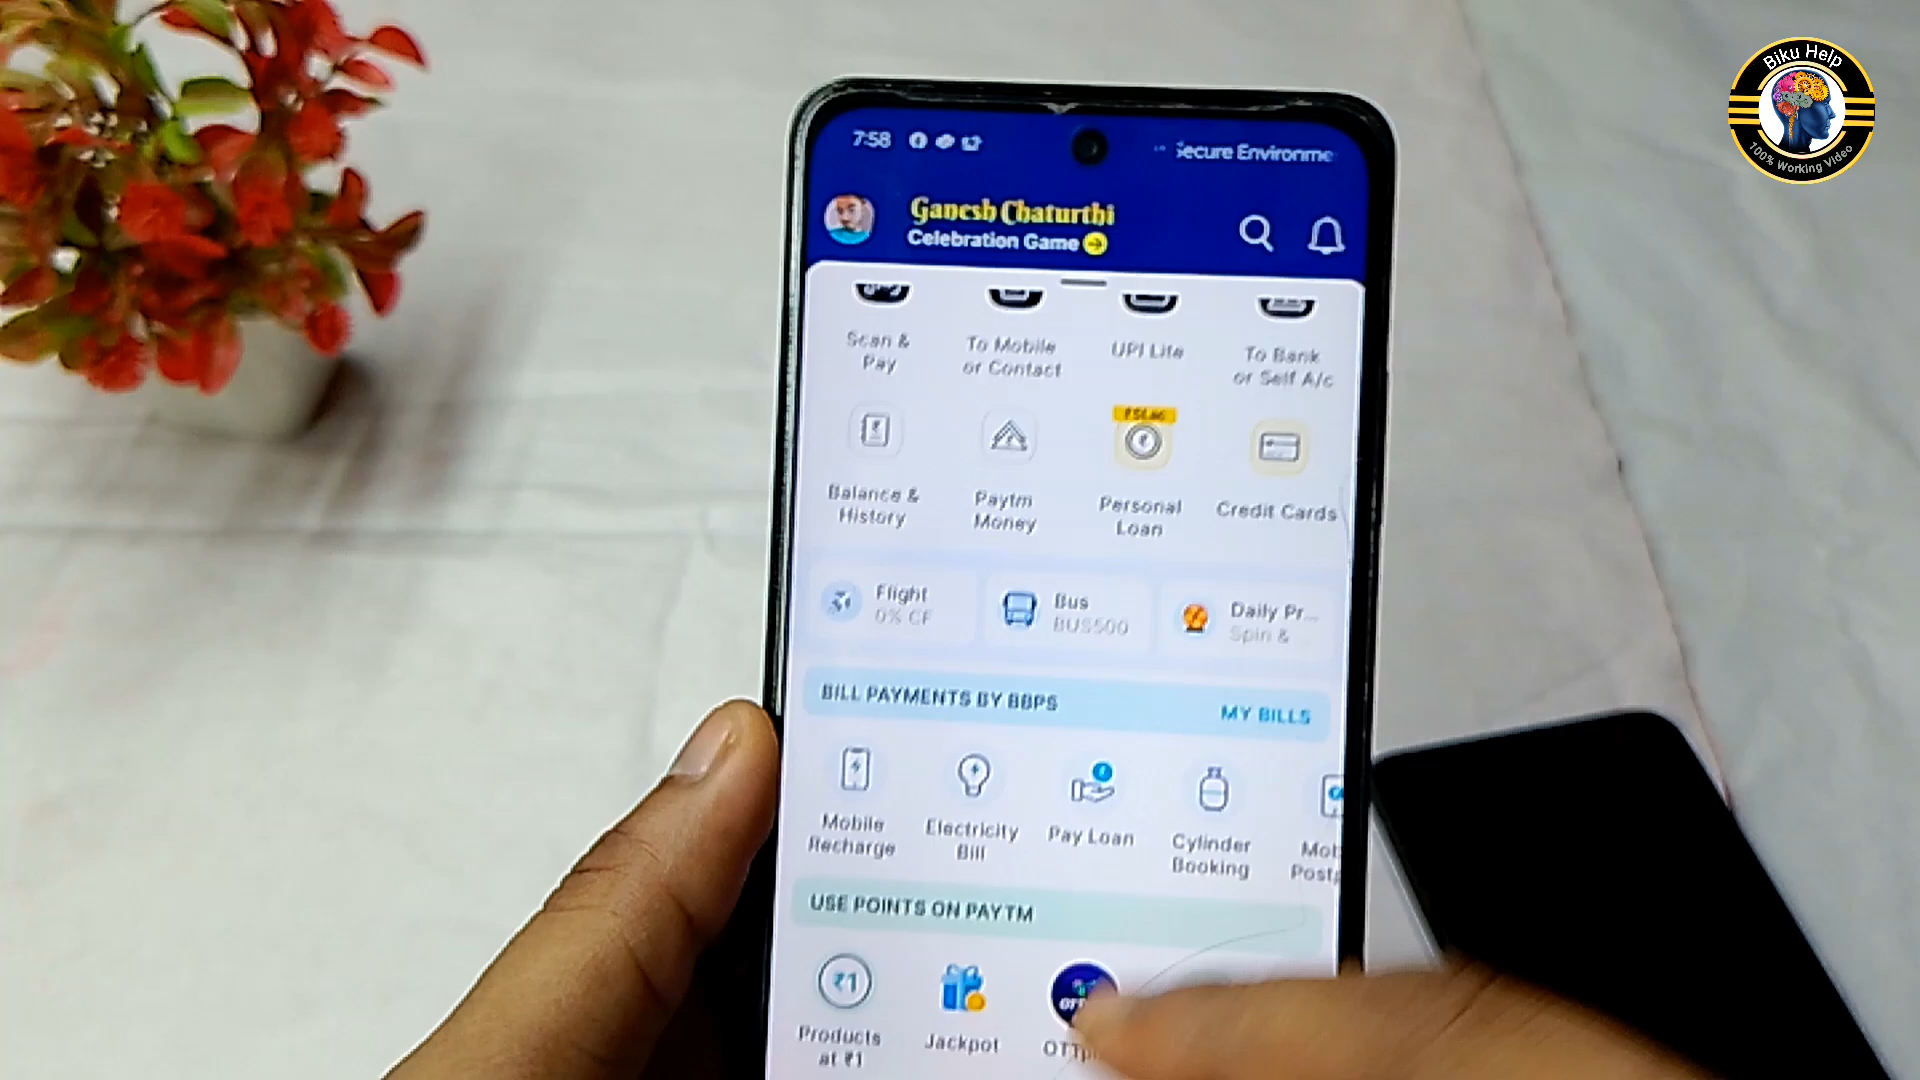 Biku Help
100% Working Video
7:58
Secure Environme
Ganesh Chaturthi
Celebration Game
Scan &
Pay
To Mobile
or Contact
UPI Lite
To Bank
or Self A/c
Balance &
History
Paytm
Money
Personal
Loan
Credit Cards
Flight
0% CF
Bus
BUS500
Daily Pr...
Spin &
BILL PAYMENTS BY BBPS
MY BILLS
Mobile
Recharge
Electricity
Bill
Pay Loan
Cylinder
Booking
Mob
Postp
USE POINTS ON PAYTM
₹1
Products
at ₹1
Jackpot
OTTp